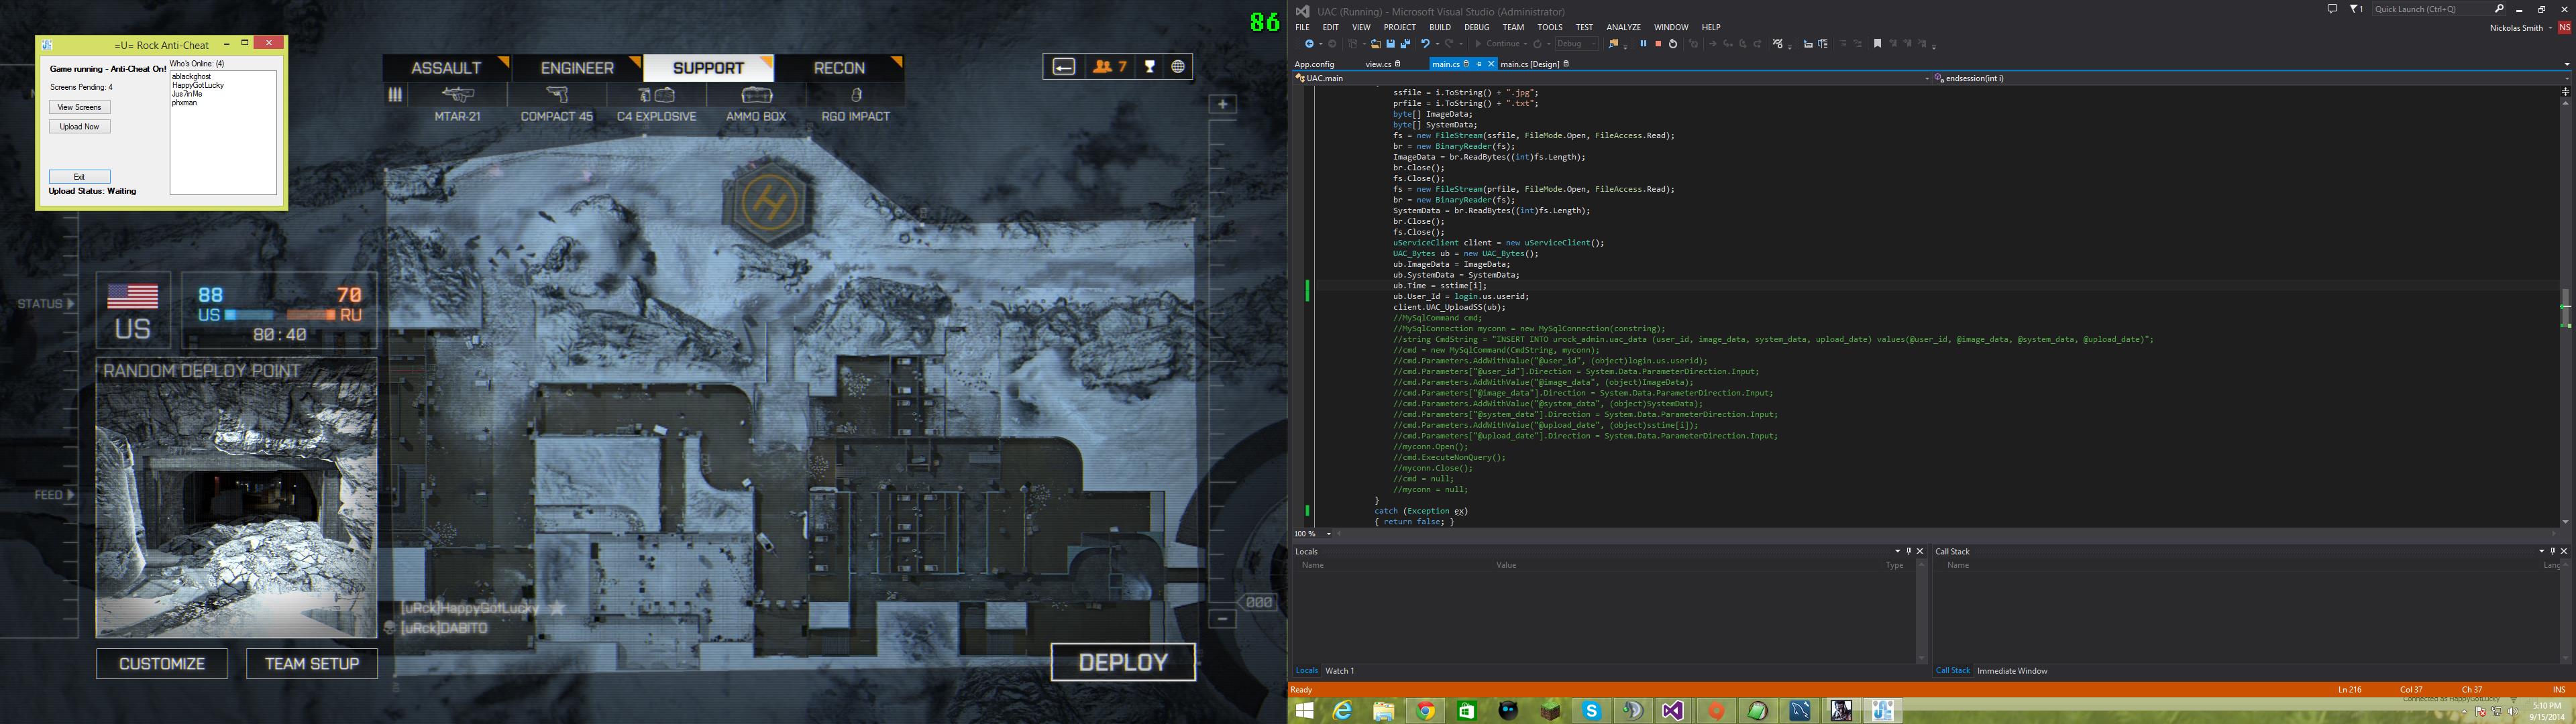 86
=U= Rock Anti-Cheat
Game running - Anti-Cheat On!
Who's Online: (4)
Screens Pending: 4
View Screens
Upload Now
Exit
Upload Status: Waiting
ablackghost
HappyGotLucky
Jus7inMe
phxman
ASSAULT
ENGINEER
SUPPORT
RECON
7
MTAR-21
COMPACT 45
C4 EXPLOSIVE
AMMO BOX
RGO IMPACT
STATUS
US
88
70
US
RU
80:40
RANDOM DEPLOY POINT
FEED
[uRck]HappyGotLucky
[uRck]DABITO
000
CUSTOMIZE
TEAM SETUP
DEPLOY
UAC (Running) - Microsoft Visual Studio (Administrator)
1
Quick Launch (Ctrl+Q)
FILE EDIT VIEW PROJECT BUILD DEBUG TEAM TOOLS TEST ANALYZE WINDOW HELP
Nickolas Smith
NS
Continue
Debug
App.config
view.cs
main.cs
main.cs [Design]
UAC.main
endsession(int i)
ssfile = i.ToString() + ".jpg";
prfile = i.ToString() + ".txt";
byte[] ImageData;
byte[] SystemData;
fs = new FileStream(ssfile, FileMode.Open, FileAccess.Read);
br = new BinaryReader(fs);
ImageData = br.ReadBytes((int)fs.Length);
br.Close();
fs.Close();
fs = new FileStream(prfile, FileMode.Open, FileAccess.Read);
br = new BinaryReader(fs);
SystemData = br.ReadBytes((int)fs.Length);
br.Close();
fs.Close();
uServiceClient client = new uServiceClient();
UAC_Bytes ub = new UAC_Bytes();
ub.ImageData = ImageData;
ub.SystemData = SystemData;
ub.Time = sstime[i];
ub.User_Id = login.us.userid;
client.UAC_UploadSS(ub);
//MySqlCommand cmd;
//MySqlConnection myconn = new MySqlConnection(constring);
//string CmdString = "INSERT INTO urock_admin.uac_data (user_id, image_data, system_data, upload_date) values(@user_id, @image_data, @system_data, @upload_date)";
//cmd = new MySqlCommand(CmdString, myconn);
//cmd.Parameters.AddWithValue("@user_id", (object)login.us.userid);
//cmd.Parameters["@user_id"].Direction = System.Data.ParameterDirection.Input;
//cmd.Parameters.AddWithValue("@image_data", (object)ImageData);
//cmd.Parameters["@image_data"].Direction = System.Data.ParameterDirection.Input;
//cmd.Parameters.AddWithValue("@system_data", (object)SystemData);
//cmd.Parameters["@system_data"].Direction = System.Data.ParameterDirection.Input;
//cmd.Parameters.AddWithValue("@upload_date", (object)sstime[i]);
//cmd.Parameters["@upload_date"].Direction = System.Data.ParameterDirection.Input;
//myconn.Open();
//cmd.ExecuteNonQuery();
//myconn.Close();
//cmd = null;
//myconn = null;
}
catch (Exception ex)
{ return false; }
100 %
Locals
Name Value Type
Call Stack
Name Lang
Locals
Watch 1
Call Stack
Immediate Window
Ready
Ln 216
Col 37
Ch 37
INS
Connected as HappyGotLucky
5:10 PM
9/15/2014